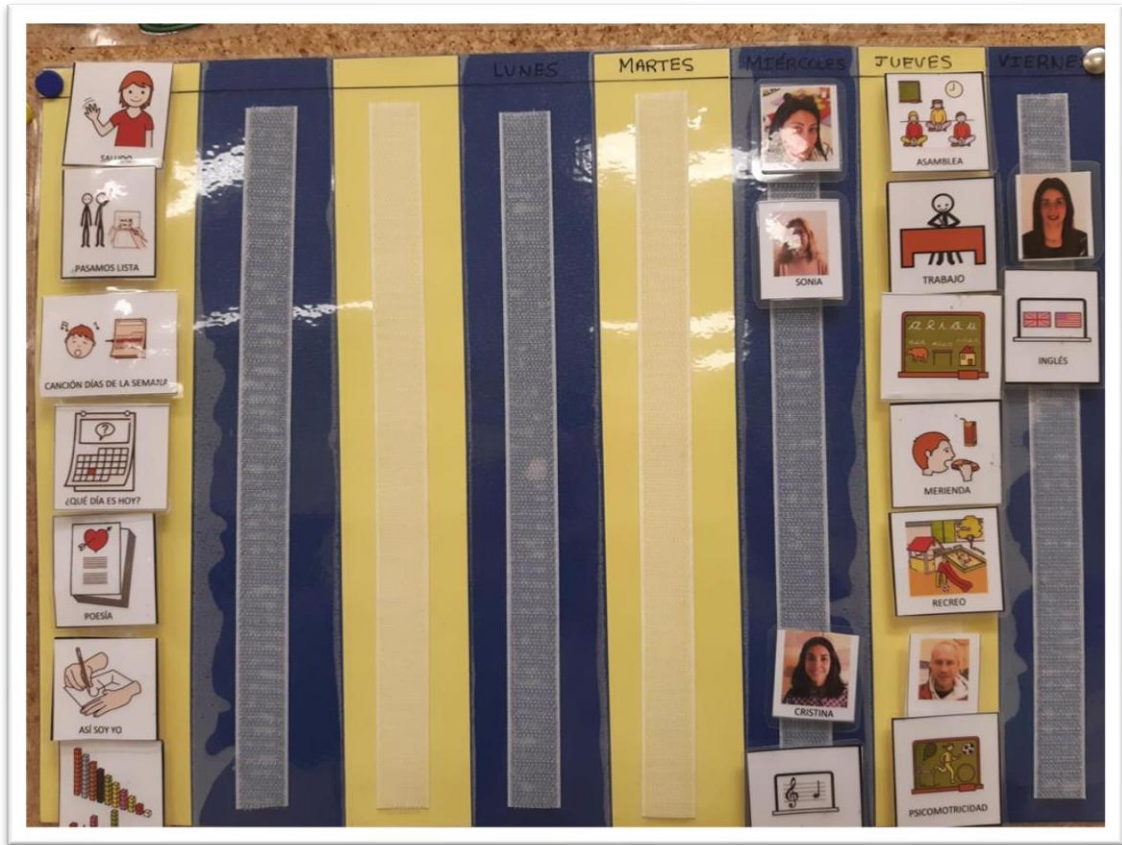 LUNES
MARTES
MIÉRCOLES
JUEVES
VIERNES
SALUDO
¡PASAMOS LISTA
CANCIÓN DÍAS DE LA SEMANA
¿QUÉ DÍA ES HOY?
POESÍA
ASÍ SOY YO
SONIA
CRISTINA
ASAMBLEA
TRABAJO
a e i o u
MERIENDA
RECREO
PSICOMOTRICIDAD
INGLÉS